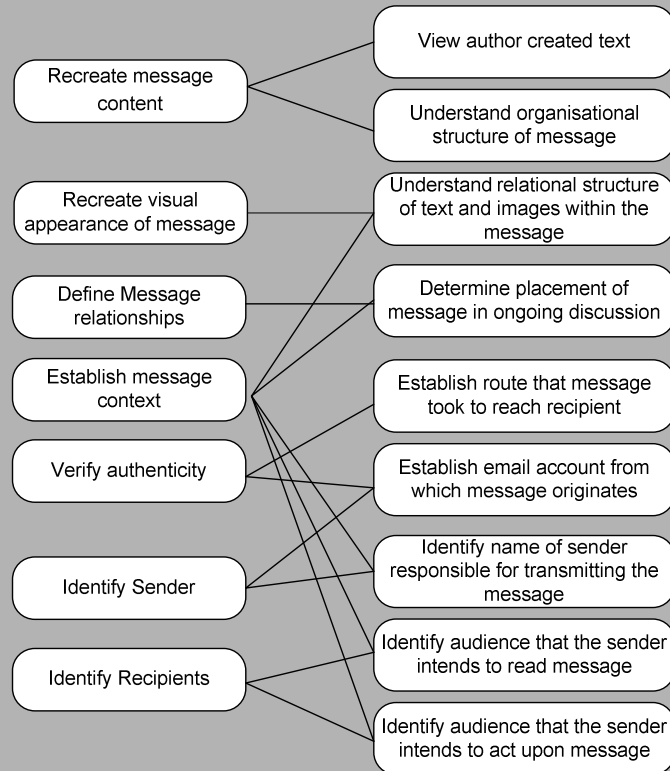 Recreate message
content
Recreate visual
appearance of message
Define Message
relationships
Establish message
context
Verify authenticity
Identify Sender
Identify Recipients
View author created text
Understand organisational
structure of message
Understand relational structure
of text and images within the
message
Determine placement of
message in ongoing discussion
Establish route that message
took to reach recipient
Establish email account from
which message originates
Identify name of sender
responsible for transmitting the
message
Identify audience that the sender
intends to read message
Identify audience that the sender
intends to act upon message